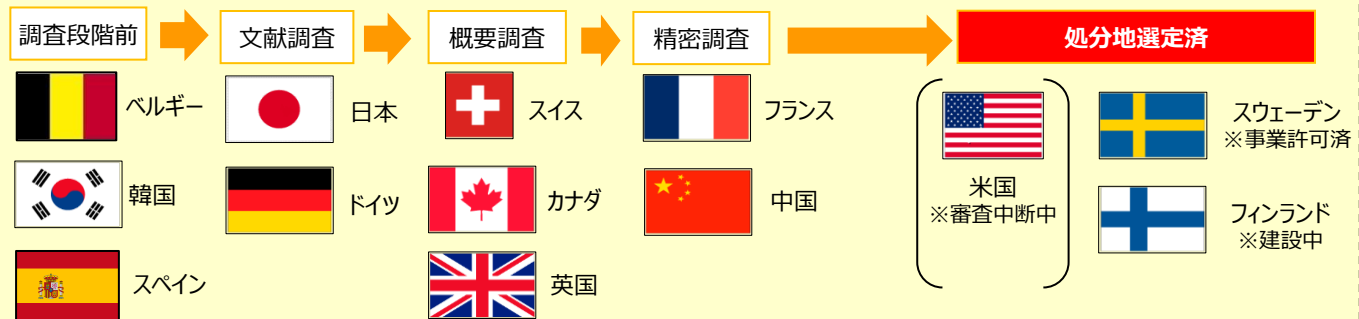 調査段階前
文献調査
概要調査
精密調査
処分地選定済
ベルギー
日本
スイス
フランス
スウェーデン
※事業許可済
韓国
ドイツ
カナダ
中国
米国
※審査中断中
フィンランド
※建設中
スペイン
英国